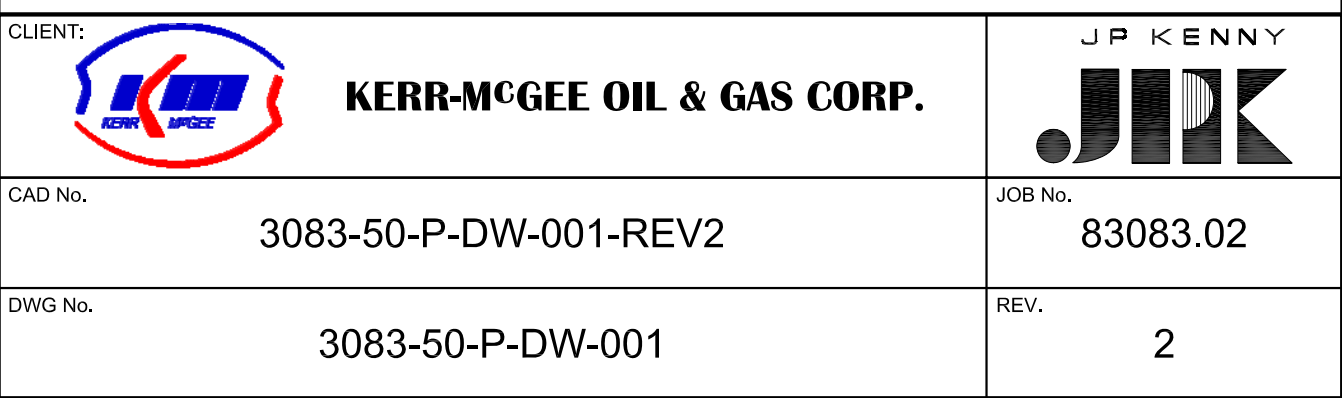 CLIENT:
KERR McGEE
KERR-McGEE OIL & GAS CORP.
JP KENNY
JPK
CAD No.
3083-50-P-DW-001-REV2
JOB No.
83083.02
DWG No.
3083-50-P-DW-001
REV.
2